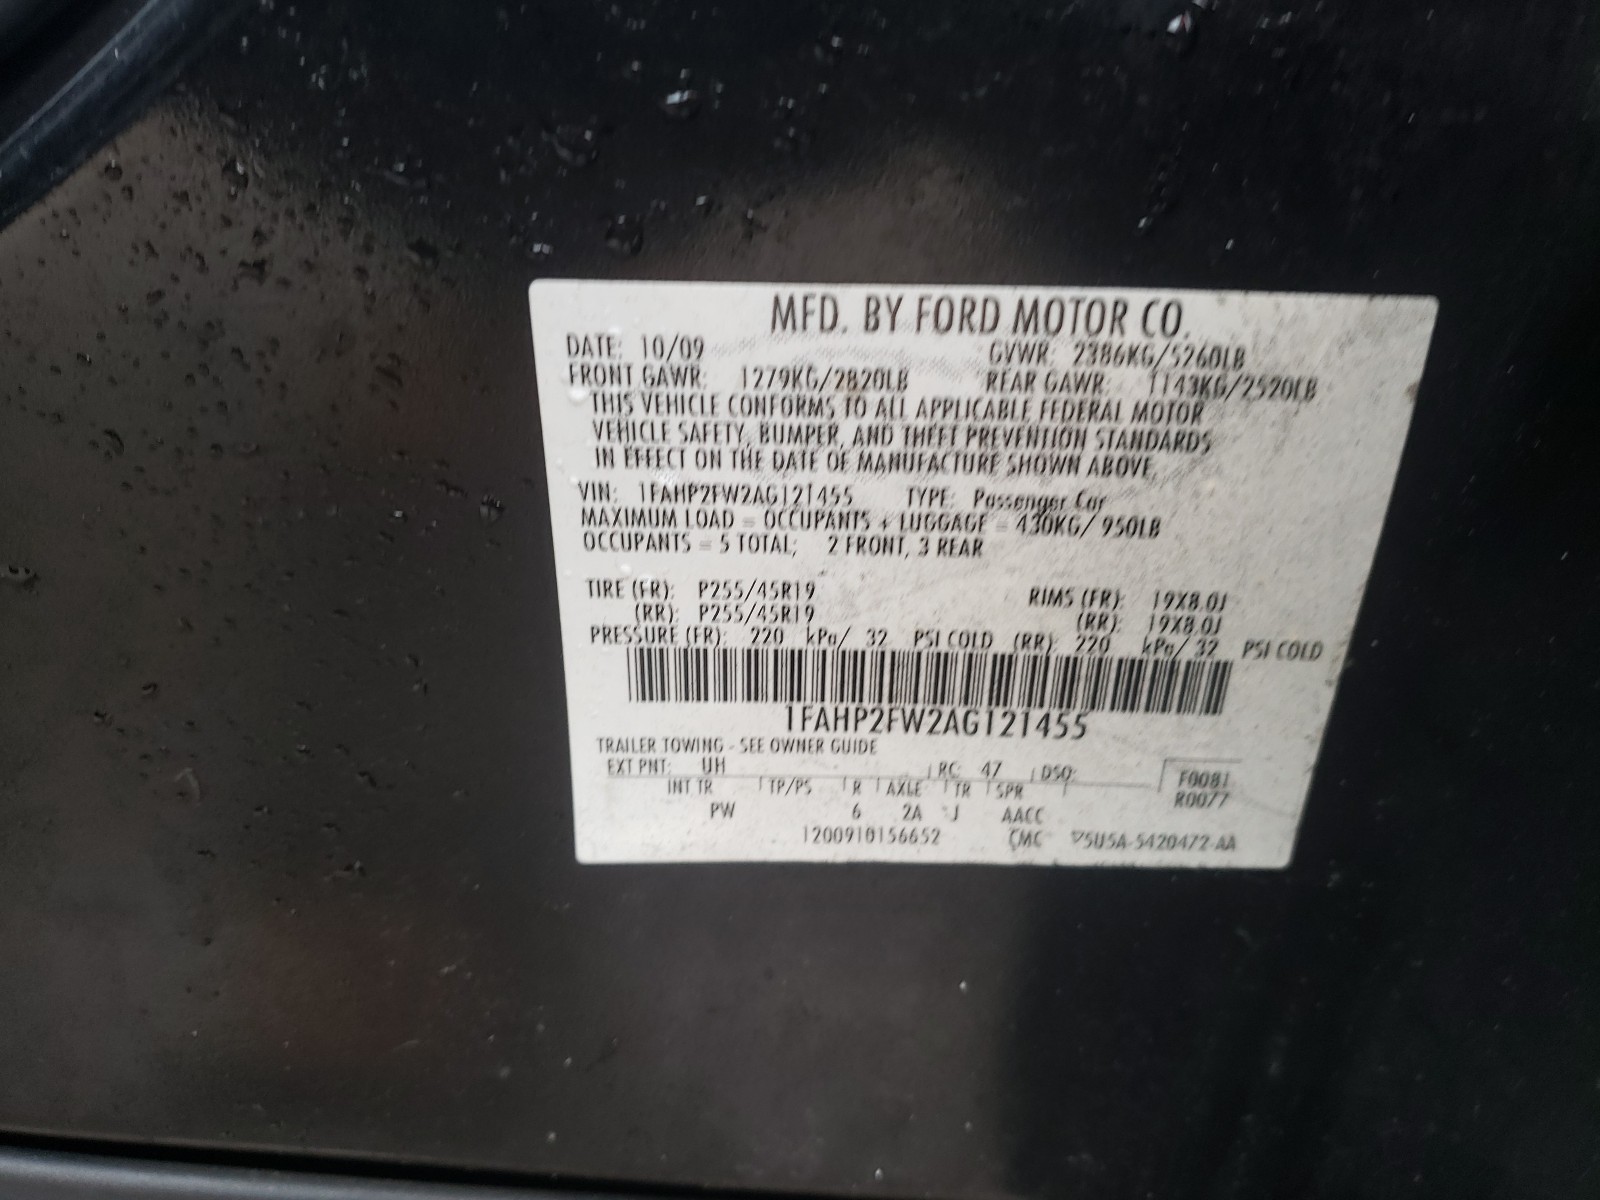 MFD. BY FORD MOTOR CO.
DATE: 10/09 GVWR: 2386KG/5260LB
FRONT GAWR: 1279KG/2820LB REAR GAWR: 1143KG/2520LB
THIS VEHICLE CONFORMS TO ALL APPLICABLE FEDERAL MOTOR
VEHICLE SAFETY, BUMPER, AND THEFT PREVENTION STANDARDS
IN EFFECT ON THE DATE OF MANUFACTURE SHOWN ABOVE.
VIN: 1FAHP2FW2AG121455 TYPE: Passenger Car
MAXIMUM LOAD = OCCUPANTS + LUGGAGE = 430KG/ 950LB
OCCUPANTS = 5 TOTAL; 2 FRONT, 3 REAR
TIRE (FR): P255/45R19 RIMS (FR): 19X8.0J
(RR): P255/45R19 (RR): 19X8.0J
PRESSURE (FR): 220 kPa/ 32 PSI COLD (RR): 220 kPa/ 32 PSI COLD
1FAHP2FW2AG121455
TRAILER TOWING - SEE OWNER GUIDE
EXT PNT: UH RC: 47 DSO: F0081
INT TR TP/PS R AXLE TR SPR R0077
PW 6 2A J AACC
1200910156652 5U5A-5420472-AA